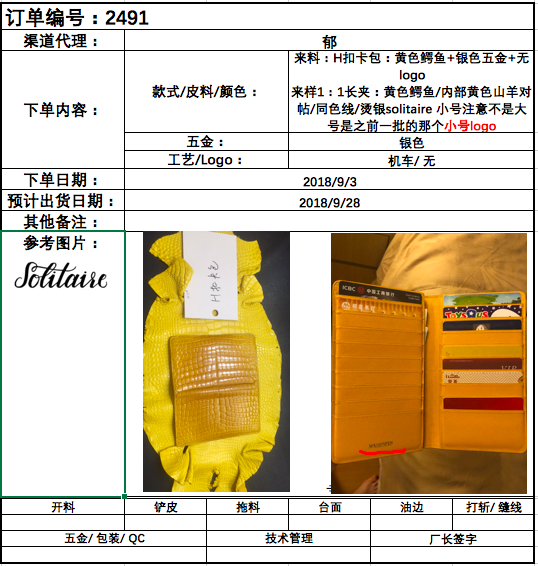 订单编号：2491
渠道代理：
郁
下单内容：
款式/皮料/颜色：
来料：H扣卡包：黄色鳄鱼+银色五金+无
logo
来样1：1长夹：黄色鳄鱼/内部黄色山羊对
帖/同色线/烫银solitaire 小号注意不是大
号是之前一批的那个小号logo
五金：
银色
工艺/Logo：
机车/ 无
下单日期：
2018/9/3
预计出货日期：
2018/9/28
其他备注：
参考图片：
Solitaire
H扣卡包
ICBC 中国工商银行
TOYS R US
开料
铲皮
拖料
台面
油边
打斩/ 缝线
五金/ 包装/ QC
技术管理
厂长签字